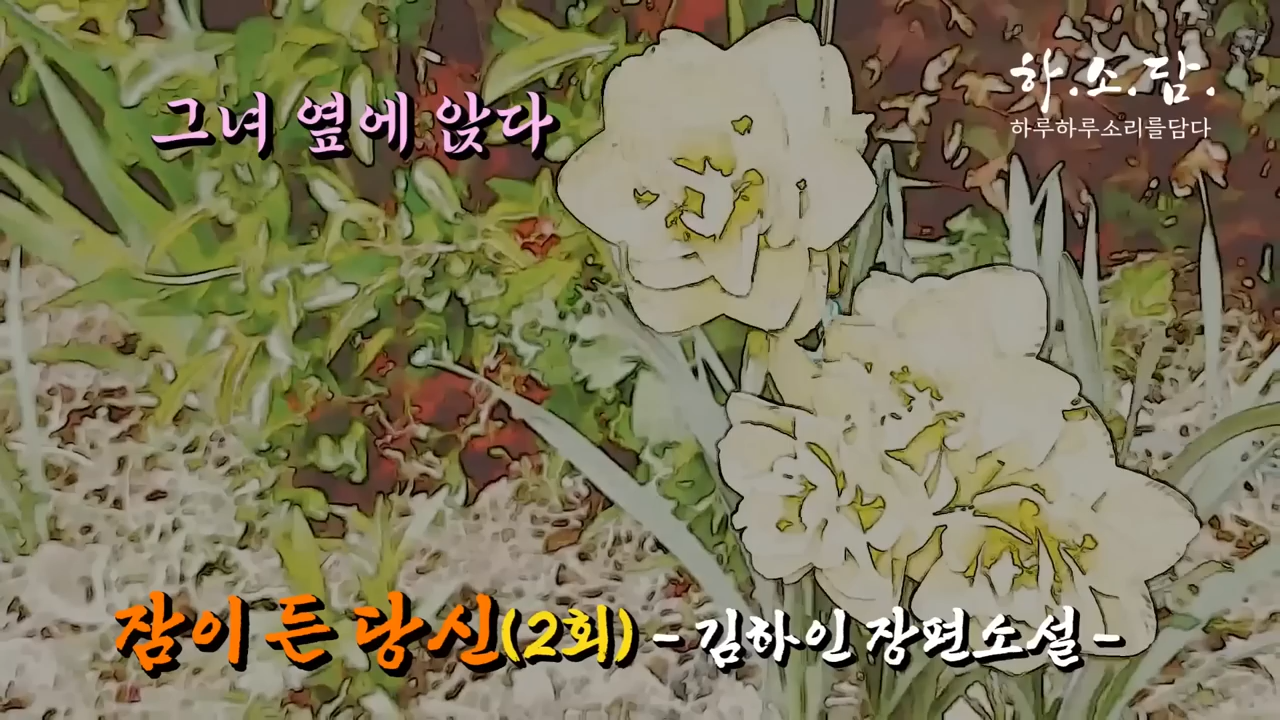 하.소.담.
하루하루소리를담다
그녀 옆에 앉다
잠이 든 당신(2회) - 김하인 장편소설 -